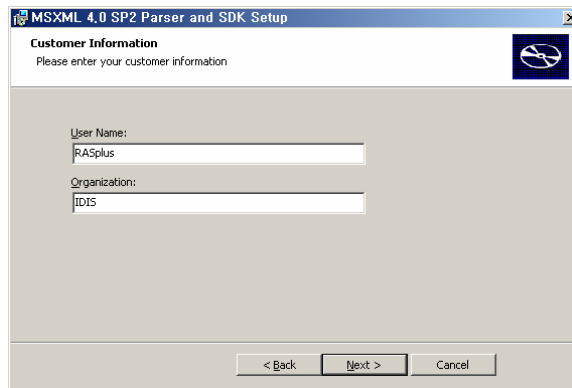 MSXML 4.0 SP2 Parser and SDK Setup
Customer Information
Please enter your customer information
User Name:
RASplus
Organization:
IDIS
< Back
Next >
Cancel